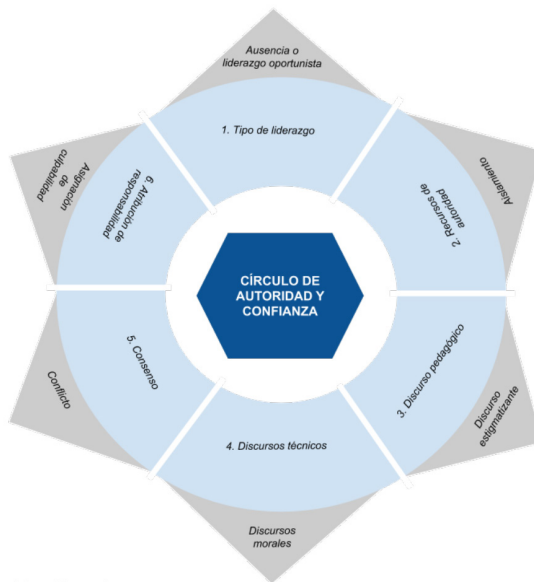 Ausencia o
liderazgo oportunista
1. Tipo de liderazgo
Aislamiento
2. Recursos de
autoridad
3. Discurso pedagógico
Discurso
estigmatizante
4. Discursos técnicos
Discursos
morales
5. Consenso
Conflicto
6. Atribución de
responsabilidad
Asignación
de
culpabilidad
CÍRCULO DE
AUTORIDAD Y
CONFIANZA